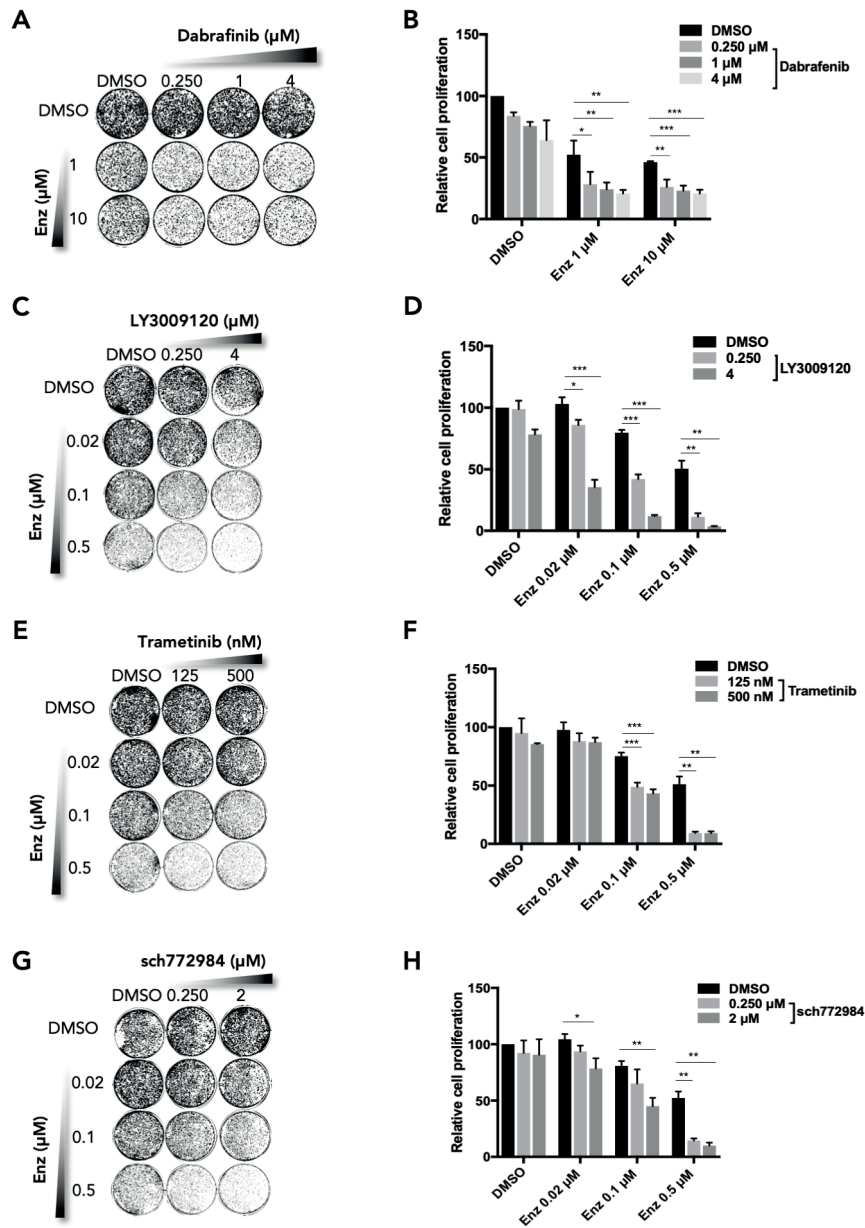 A
Dabrafinib (μM)
DMSO 0.250 1 4
DMSO
1
10
Enz (μM)
B
Relative cell proliferation
150
100
50
0
DMSO
Enz 1 μM
Enz 10 μM
DMSO
0.250 μM
1 μM
4 μM
Dabrafenib
*
**
**
**
***
***
C
LY3009120 (μM)
DMSO 0.250 4
DMSO
0.02
0.1
0.5
Enz (μM)
D
Relative cell proliferation
150
100
50
0
DMSO
Enz 0.02 μM
Enz 0.1 μM
Enz 0.5 μM
DMSO
0.250
4
LY3009120
***
*
***
***
**
**
E
Trametinib (nM)
DMSO 125 500
DMSO
0.02
0.1
0.5
Enz (μM)
F
Relative cell proliferation
150
100
50
0
DMSO
Enz 0.02 μM
Enz 0.1 μM
Enz 0.5 μM
DMSO
125 nM
500 nM
Trametinib
***
***
**
**
G
sch772984 (μM)
DMSO 0.250 2
DMSO
0.02
0.1
0.5
Enz (μM)
H
Relative cell proliferation
150
100
50
0
DMSO
Enz 0.02 μM
Enz 0.1 μM
Enz 0.5 μM
DMSO
0.250 μM
2 μM
sch772984
*
**
**
**